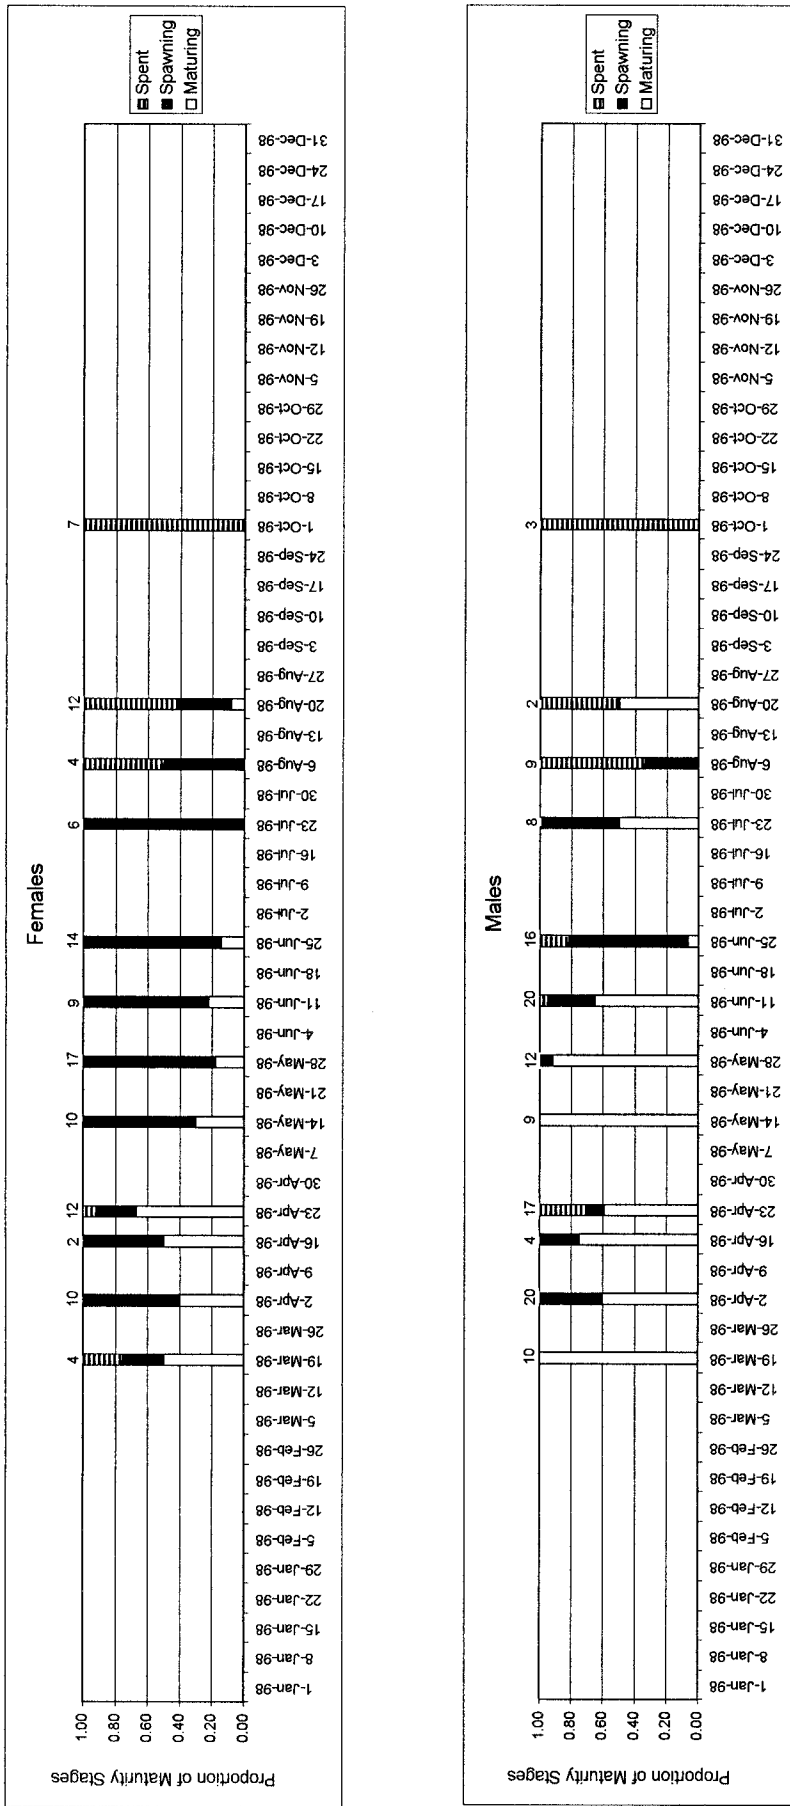 Females
Proportion of Maturity Stages
1.00
0.80
0.60
0.40
0.20
0.00
4
10
2
12
10
17
9
14
6
4
12
7
1-Jan-98
8-Jan-98
15-Jan-98
22-Jan-98
29-Jan-98
5-Feb-98
12-Feb-98
19-Feb-98
26-Feb-98
5-Mar-98
12-Mar-98
19-Mar-98
26-Mar-98
2-Apr-98
9-Apr-98
16-Apr-98
23-Apr-98
30-Apr-98
7-May-98
14-May-98
21-May-98
28-May-98
4-Jun-98
11-Jun-98
18-Jun-98
25-Jun-98
2-Jul-98
9-Jul-98
16-Jul-98
23-Jul-98
30-Jul-98
6-Aug-98
13-Aug-98
20-Aug-98
27-Aug-98
3-Sep-98
10-Sep-98
17-Sep-98
24-Sep-98
1-Oct-98
8-Oct-98
15-Oct-98
22-Oct-98
29-Oct-98
5-Nov-98
12-Nov-98
19-Nov-98
26-Nov-98
3-Dec-98
10-Dec-98
17-Dec-98
24-Dec-98
31-Dec-98
Spent
Spawning
Maturing
Males
Proportion of Maturity Stages
1.00
0.80
0.60
0.40
0.20
0.00
10
20
4
17
9
12
20
16
8
9
2
3
1-Jan-98
8-Jan-98
15-Jan-98
22-Jan-98
29-Jan-98
5-Feb-98
12-Feb-98
19-Feb-98
26-Feb-98
5-Mar-98
12-Mar-98
19-Mar-98
26-Mar-98
2-Apr-98
9-Apr-98
16-Apr-98
23-Apr-98
30-Apr-98
7-May-98
14-May-98
21-May-98
28-May-98
4-Jun-98
11-Jun-98
18-Jun-98
25-Jun-98
2-Jul-98
9-Jul-98
16-Jul-98
23-Jul-98
30-Jul-98
6-Aug-98
13-Aug-98
20-Aug-98
27-Aug-98
3-Sep-98
10-Sep-98
17-Sep-98
24-Sep-98
1-Oct-98
8-Oct-98
15-Oct-98
22-Oct-98
29-Oct-98
5-Nov-98
12-Nov-98
19-Nov-98
26-Nov-98
3-Dec-98
10-Dec-98
17-Dec-98
24-Dec-98
31-Dec-98
Spent
Spawning
Maturing